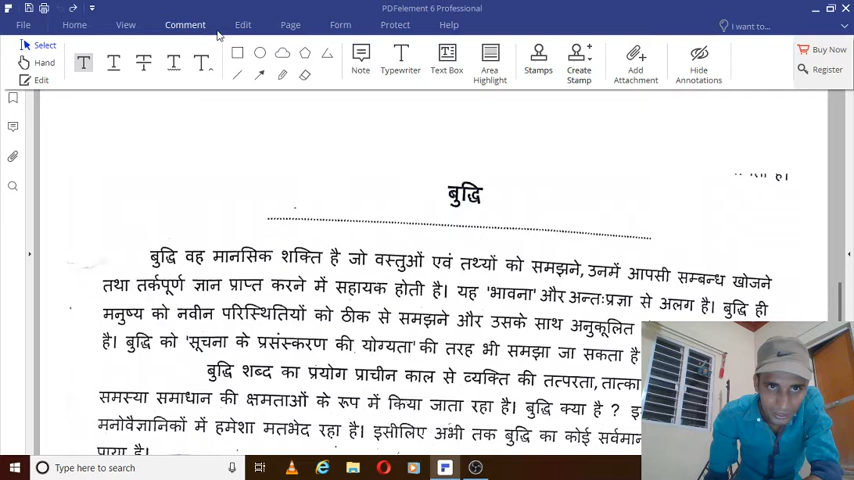 PDFelement 6 Professional
File Home View Comment Edit Page Form Protect Help I want to...
Select
Hand
Edit
Note Typewriter Text Box Area Highlight Stamps Create Stamp Add Attachment Hide Annotations
Buy Now
Register
बुद्धि
बुद्धि वह मानसिक शक्ति है जो वस्तुओं एवं तथ्यों को समझने, उनमें आपसी सम्बन्ध खोजने
तथा तर्कपूर्ण ज्ञान प्राप्त करने में सहायक होती है। यह 'भावना' और अन्तःप्रज्ञा से अलग है। बुद्धि ही
मनुष्य को नवीन परिस्थितियों को ठीक से समझने और उसके साथ अनुकूलित
है। बुद्धि को 'सूचना के प्रसंस्करण की योग्यता' की तरह भी समझा जा सकता है
बुद्धि शब्द का प्रयोग प्राचीन काल से व्यक्ति की तत्परता, तात्का
समस्या समाधान की क्षमताओं के रूप में किया जाता रहा है। बुद्धि क्या है ?
मनोवैज्ञानिकों में हमेशा मतभेद रहा है। इसीलिए अभी तक बुद्धि का कोई सर्वमान
पाया है।
Type here to search